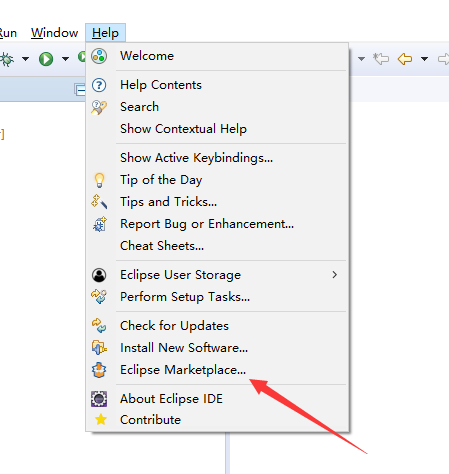 Run Window Help
Welcome
Help Contents
Search
Show Contextual Help
Show Active Keybindings...
Tip of the Day
Tips and Tricks...
Report Bug or Enhancement...
Cheat Sheets...
Eclipse User Storage
Perform Setup Tasks...
Check for Updates
Install New Software...
Eclipse Marketplace...
About Eclipse IDE
Contribute